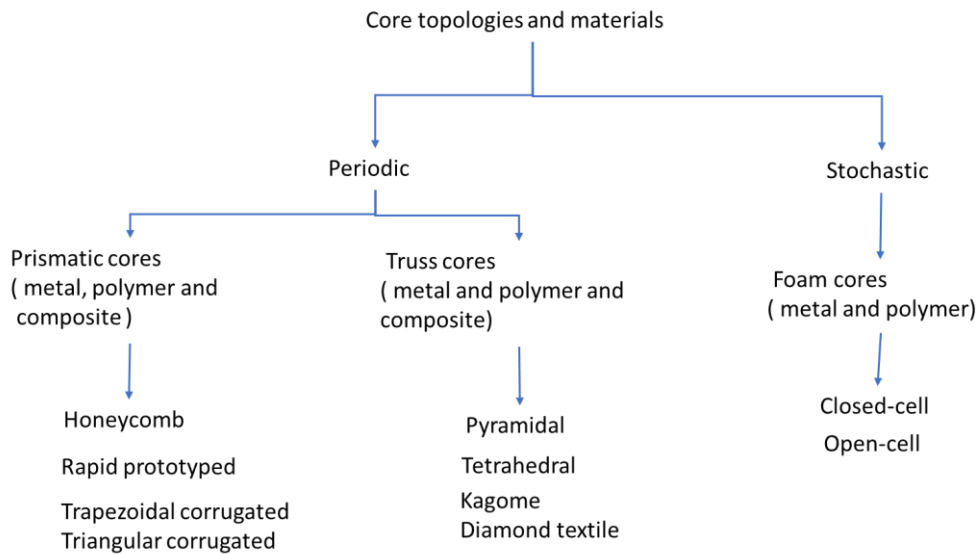 Core topologies and materials
Periodic
Stochastic
Prismatic cores
( metal, polymer and
composite )
Truss cores
( metal and polymer and
composite)
Foam cores
( metal and polymer)
Honeycomb
Rapid prototyped
Trapezoidal corrugated
Triangular corrugated
Pyramidal
Tetrahedral
Kagome
Diamond textile
Closed-cell
Open-cell